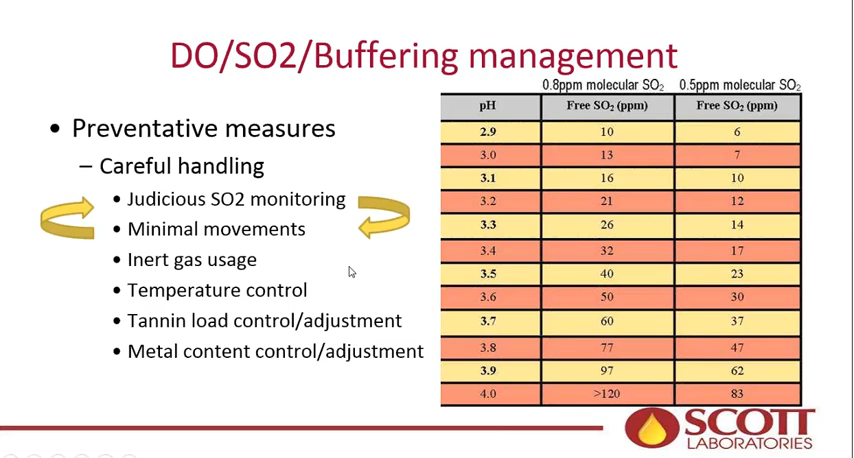 DO/SO2/Buffering management
• Preventative measures
– Careful handling
• Judicious SO2 monitoring
• Minimal movements
• Inert gas usage
• Temperature control
• Tannin load control/adjustment
• Metal content control/adjustment
0.8ppm molecular SO₂ 0.5ppm molecular SO₂
pH Free SO₂ (ppm) Free SO₂ (ppm)
2.9 10 6
3.0 13 7
3.1 16 10
3.2 21 12
3.3 26 14
3.4 32 17
3.5 40 23
3.6 50 30
3.7 60 37
3.8 77 47
3.9 97 62
4.0 >120 83
SCOTT
LABORATORIES